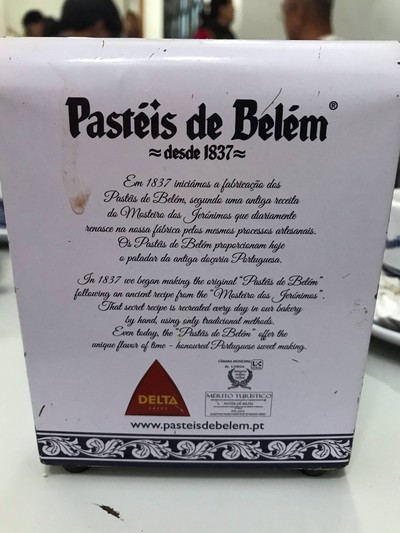 Pastéis de Belém®
≈ desde 1837 ≈
Em 1837 iniciámos a fabricação dos
Pastéis de Belém, segundo uma antiga receita
do Mosteiro dos Jerónimos que diariamente
renasce na nossa fábrica pelos mesmos processos artesanais.
Os Pastéis de Belém proporcionam hoje
o paladar da antiga doçaria Portuguesa.
In 1837 we began making the original "Pastéis de Belém"
following an ancient recipe from the "Mosteiro dos Jerónimos".
That secret recipe is recreated every day in our bakery
by hand, using only tradicional methods.
Even today, the "Pastéis de Belém" offer the
unique flavor of time - honoured Portuguese sweet making.
DELTA
CAFÉS
CÂMARA MUNICIPAL
MÉRITO TURÍSTICO
www.pasteisdebelem.pt